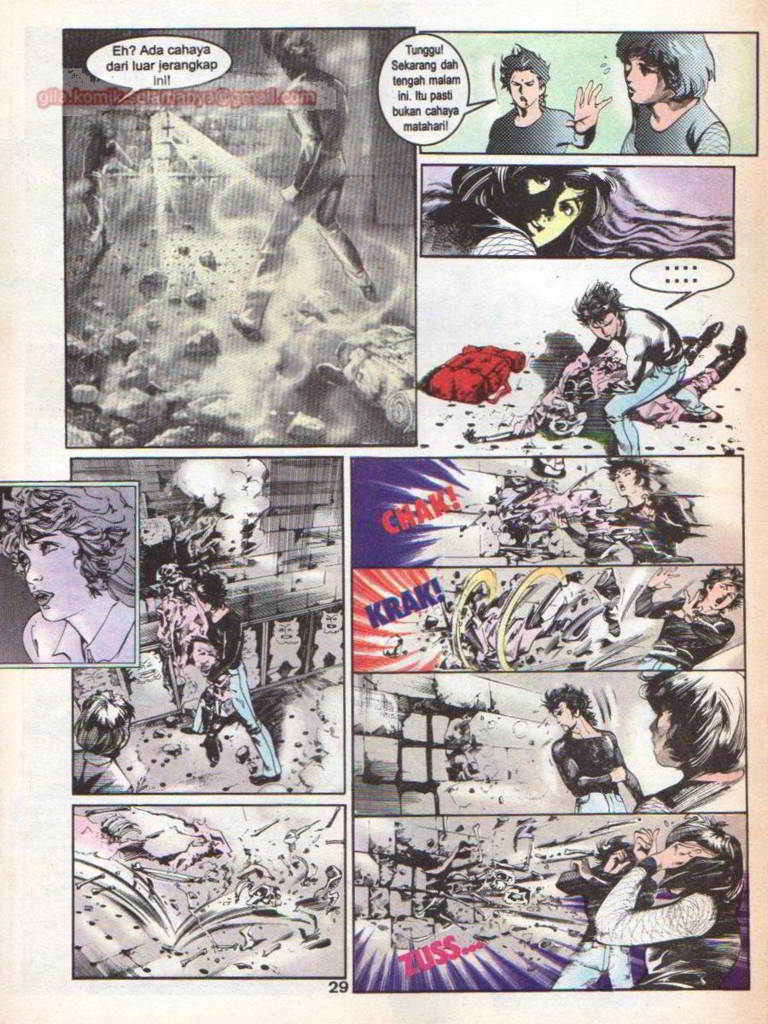 Eh? Ada cahaya
dari luar jerangkap
ini!
Tunggu!
Sekarang dah
tengah malam
ini. Itu pasti
bukan cahaya
matahari!
....
....
CHAK!
KRAK!
ZUSS...
29